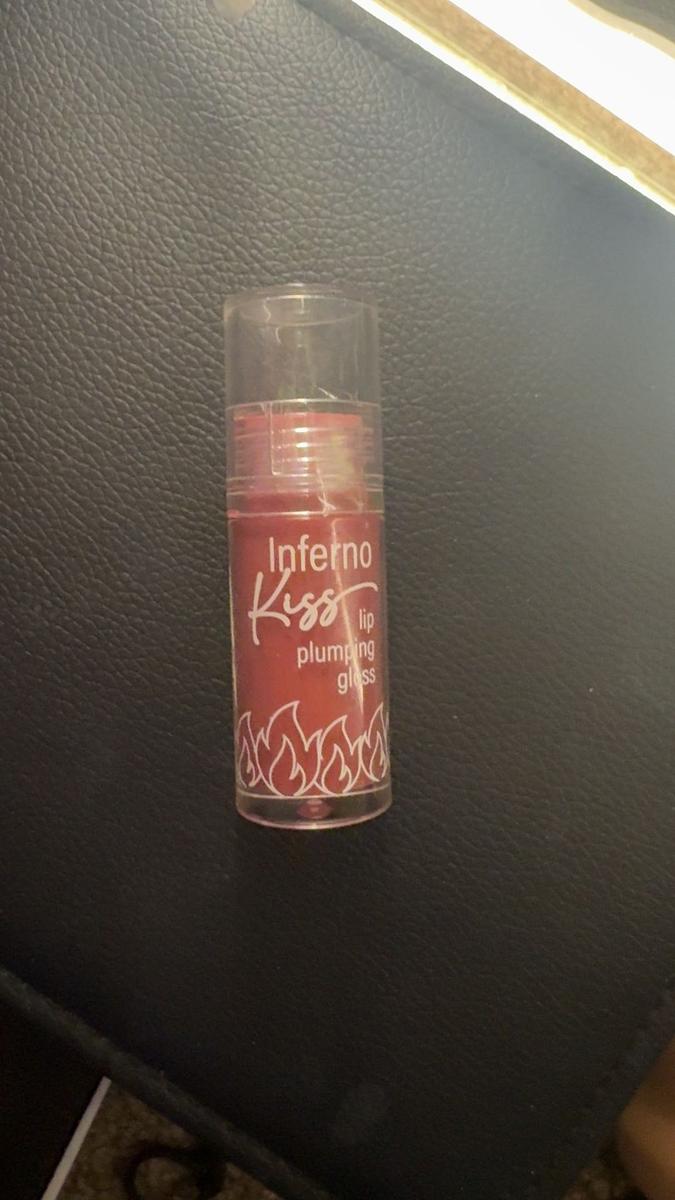 Inferno
Kiss lip
plumping
gloss